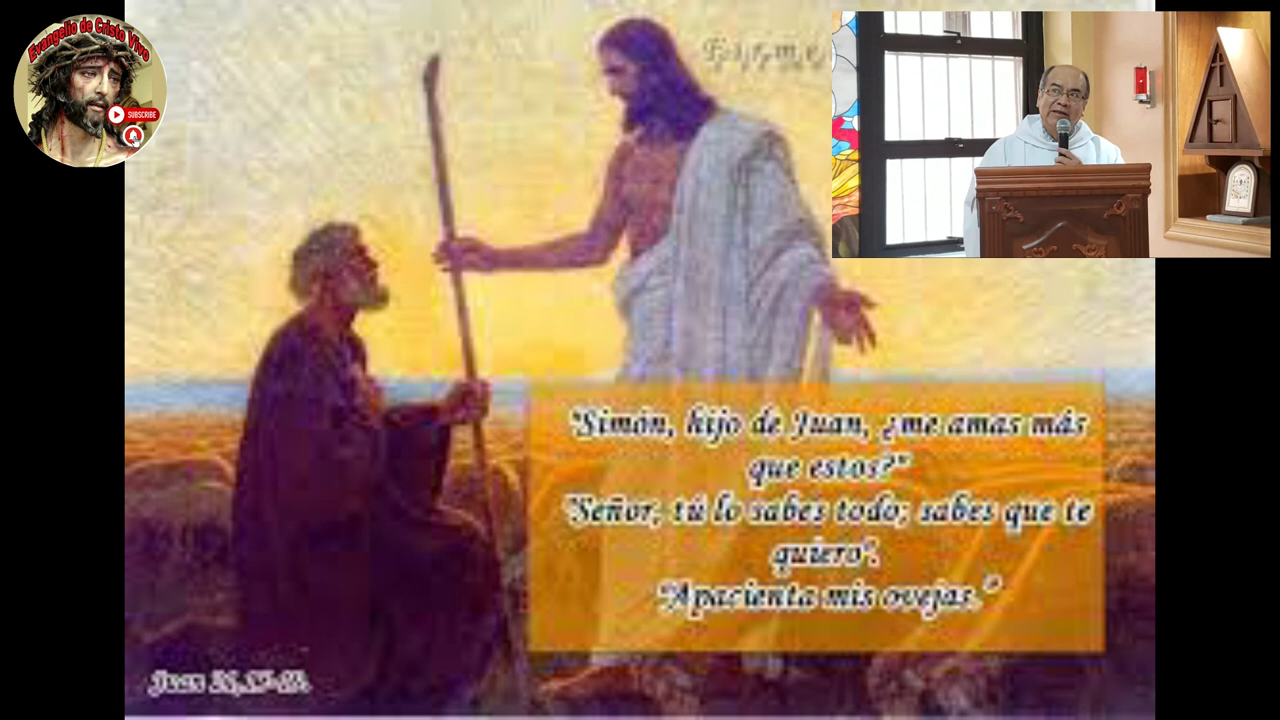 Evangelio de Cristo Vivo
SUBSCRIBE
"Simón, hijo de Juan, ¿me amas más
que estos?"
"Señor, tú lo sabes todo; sabes que te
quiero".
"Apacienta mis ovejas."
Juan